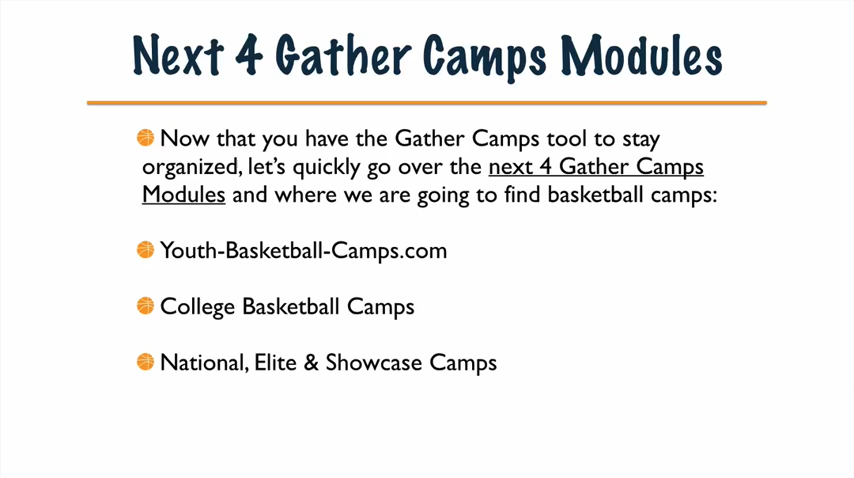 Next 4 Gather Camps Modules
Now that you have the Gather Camps tool to stay
organized, let's quickly go over the next 4 Gather Camps
Modules and where we are going to find basketball camps:
Youth-Basketball-Camps.com
College Basketball Camps
National, Elite & Showcase Camps